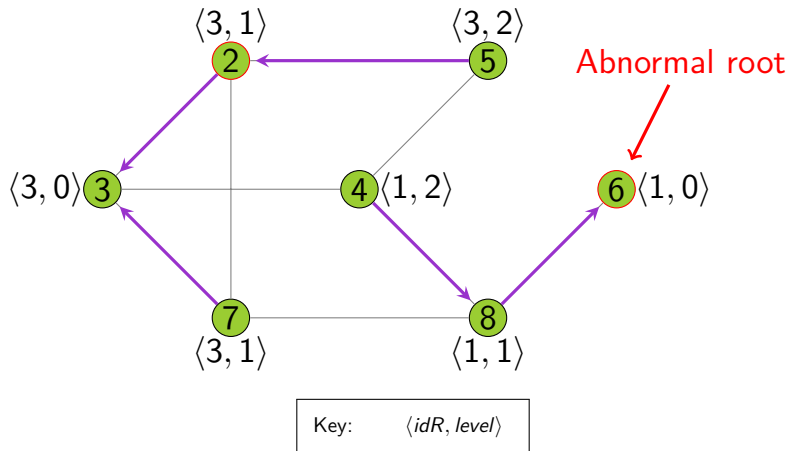 ⟨3, 1⟩ ⟨3, 2⟩
2 5
Abnormal root
⟨3, 0⟩ 3 4 ⟨1, 2⟩ 6 ⟨1, 0⟩
7 8
⟨3, 1⟩ ⟨1, 1⟩
Key: ⟨idR, level⟩